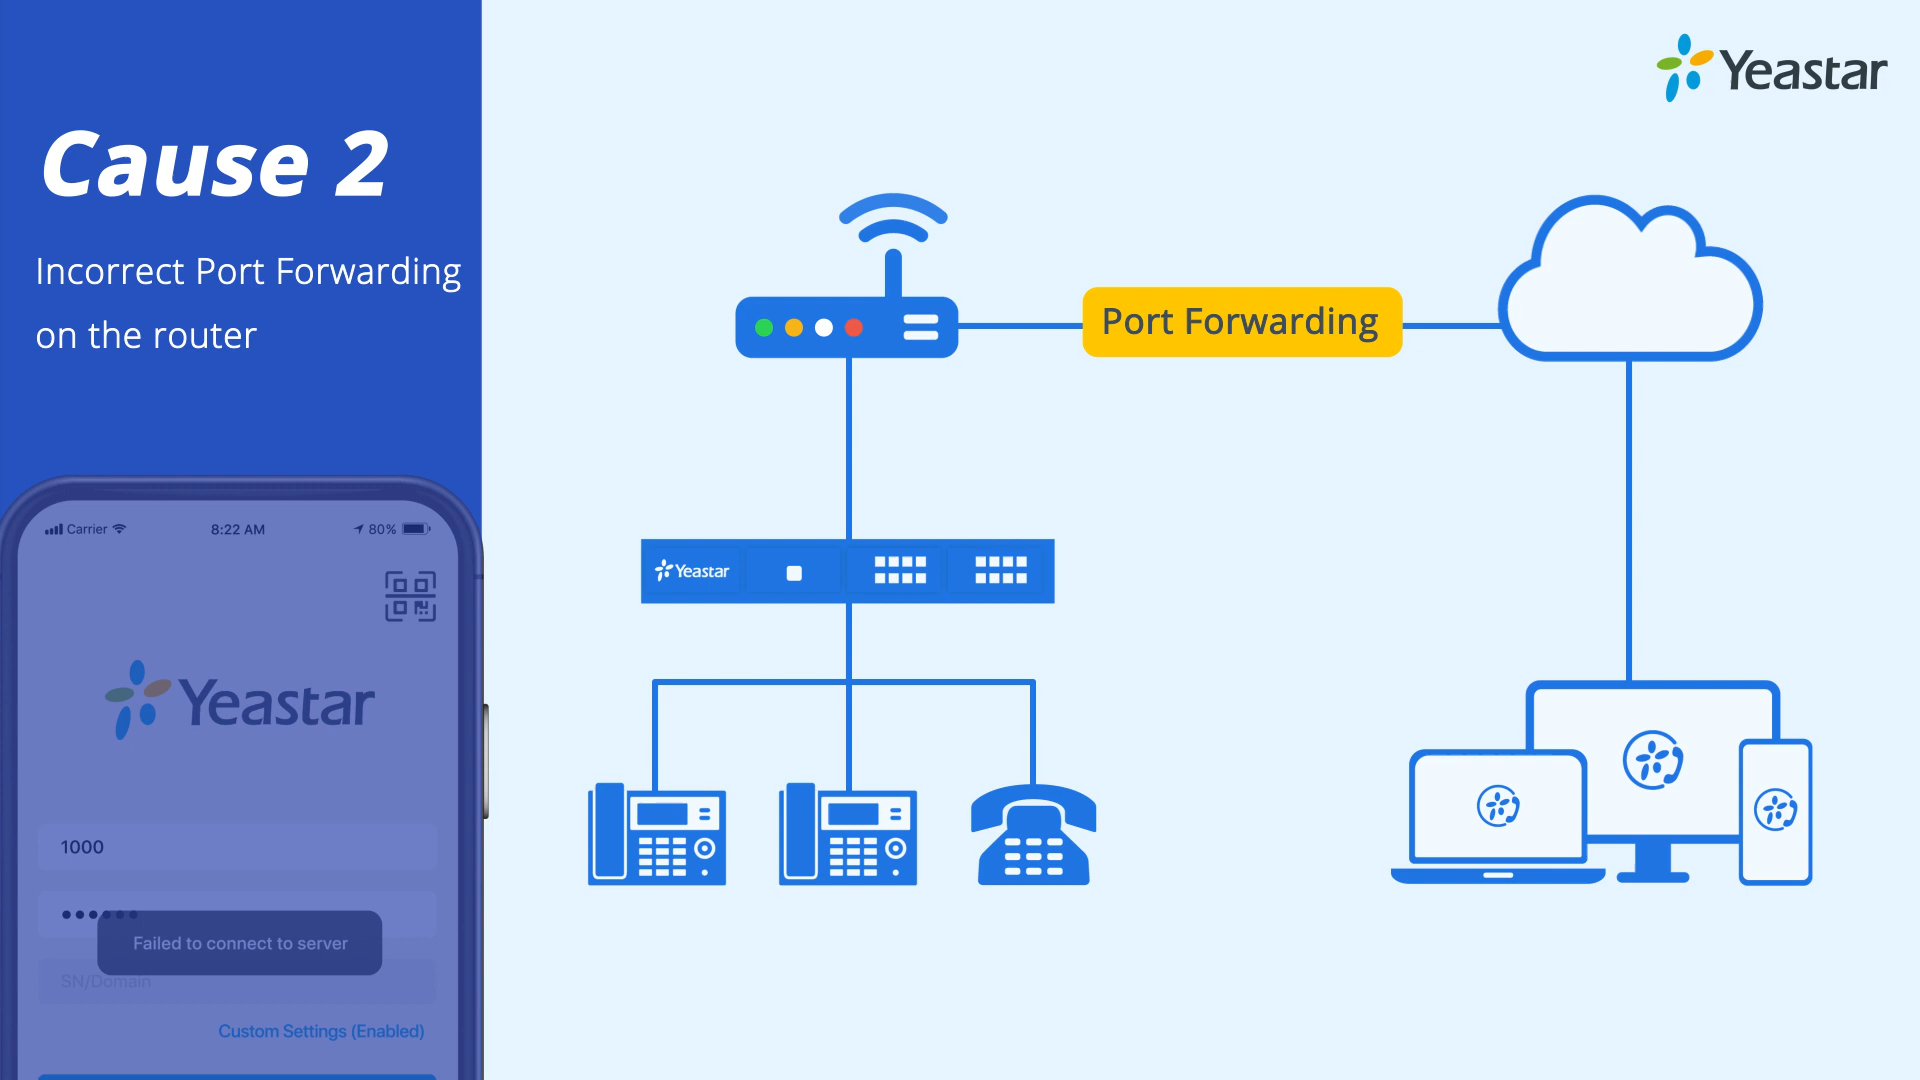 Cause 2
Incorrect Port Forwarding
on the router
Yeastar
Port Forwarding
Yeastar
Carrier
8:22 AM
80%
Yeastar
1000
Failed to connect to server
SN/Domain
Custom Settings (Enabled)